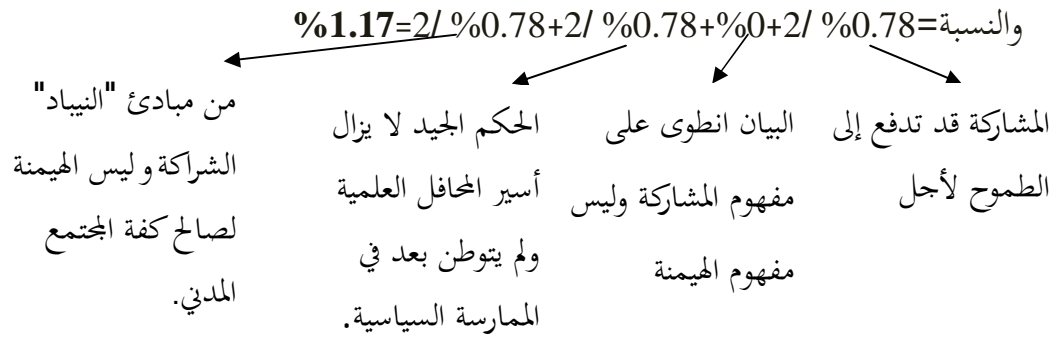 والنسبة=0.78% /2+0%+0.78% /2+0.78% /2=1.17%
المشاركة قد تدفع إلى
الطموح لأجل
البيان انطوى على
مفهوم المشاركة وليس
مفهوم الهيمنة
الحكم الجيد لا يزال
أسير المحافل العلمية
ولم يتوطن بعد في
الممارسة السياسية.
من مبادئ "النيباد"
الشراكة وليس الهيمنة
لصالح كفة المجتمع
المدني.